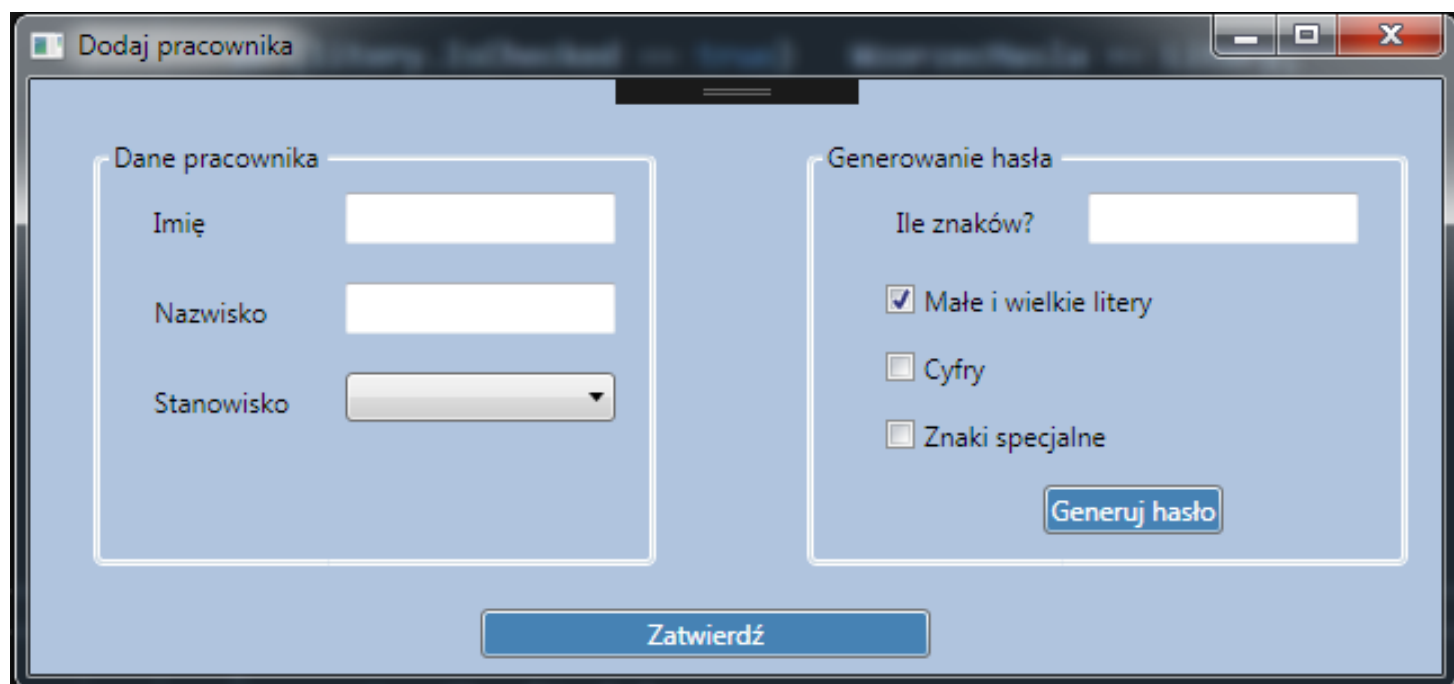 Dodaj pracownika
Dane pracownika
Imię
Nazwisko
Stanowisko
Generowanie hasła
Ile znaków?
Małe i wielkie litery
Cyfry
Znaki specjalne
Generuj hasło
Zatwierdź